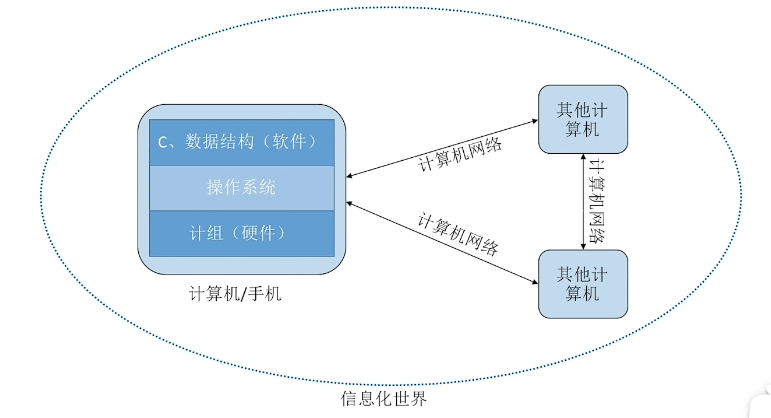 C、数据结构（软件）
操作系统
计组（硬件）
计算机/手机
计算机网络
计算机网络
其他计
算机
计算机网络
其他计
算机
信息化世界